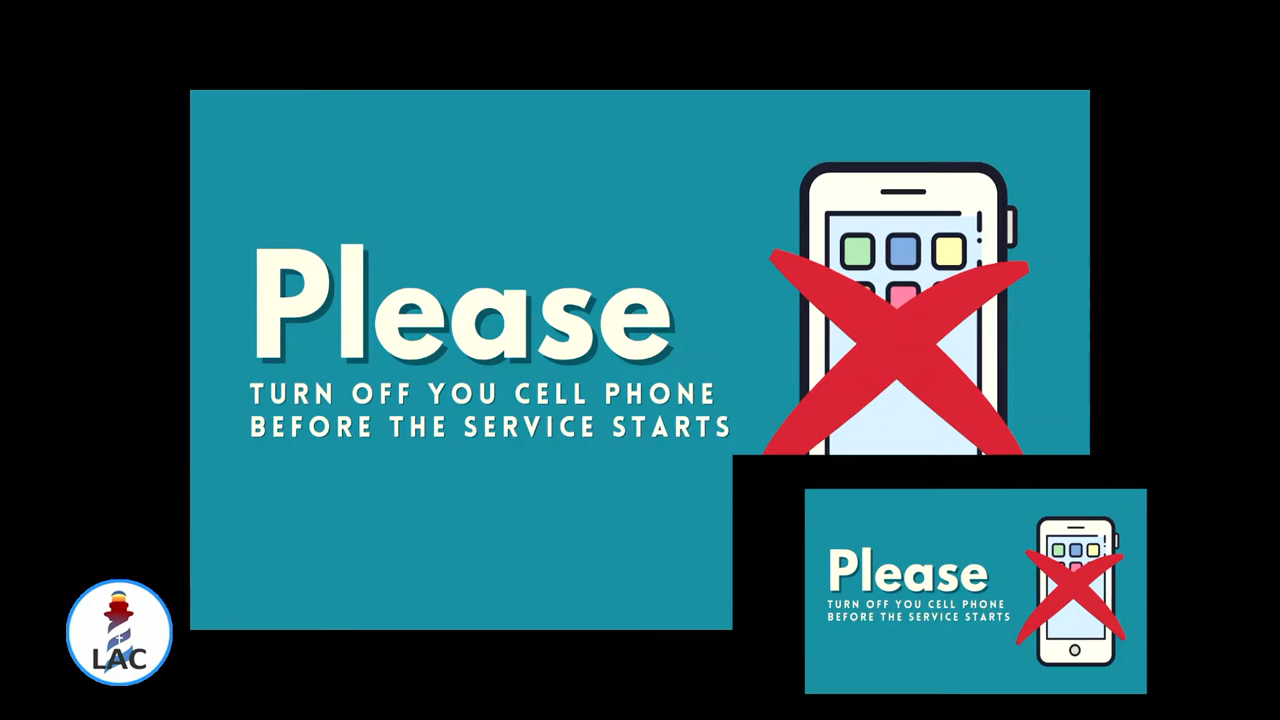 Please
TURN OFF YOU CELL PHONE
BEFORE THE SERVICE STARTS
Please
TURN OFF YOU CELL PHONE
BEFORE THE SERVICE STARTS
LAC